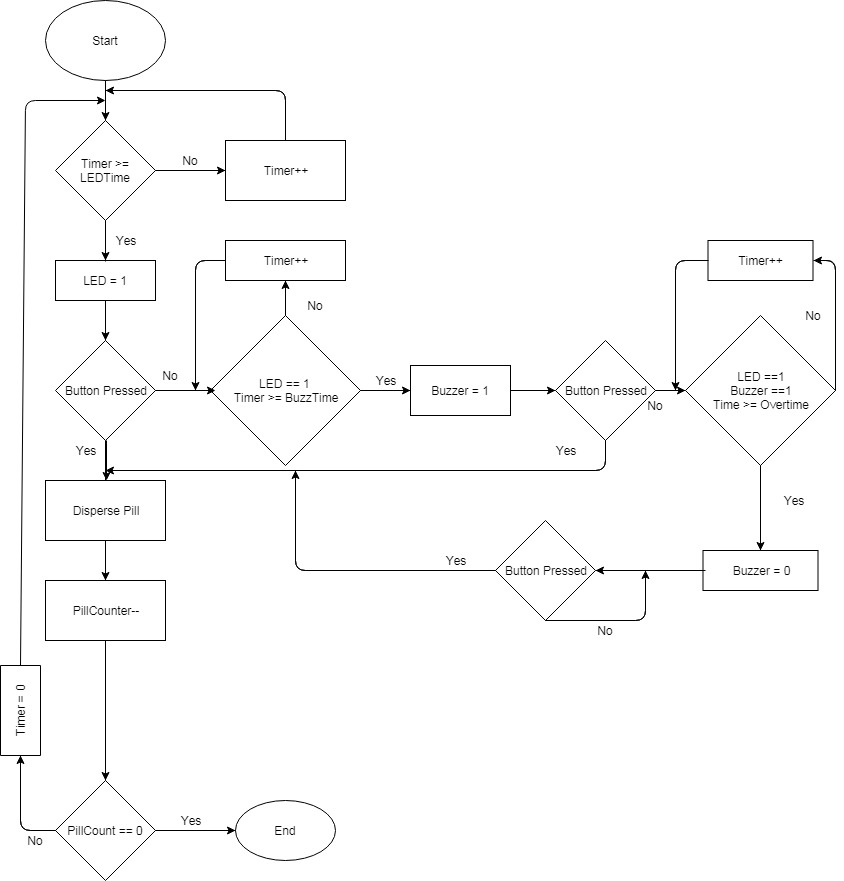 Start
Timer >=
LEDTime
No
Timer++
Yes
LED = 1
Timer++
Timer++
No
No
Button Pressed
No
LED == 1
Timer >= BuzzTime
Yes
Buzzer = 1
Button Pressed
No
LED ==1
Buzzer ==1
Time >= Overtime
Yes
Yes
Yes
Disperse Pill
Yes
Button Pressed
Buzzer = 0
No
PillCounter--
Timer = 0
PillCount == 0
Yes
End
No